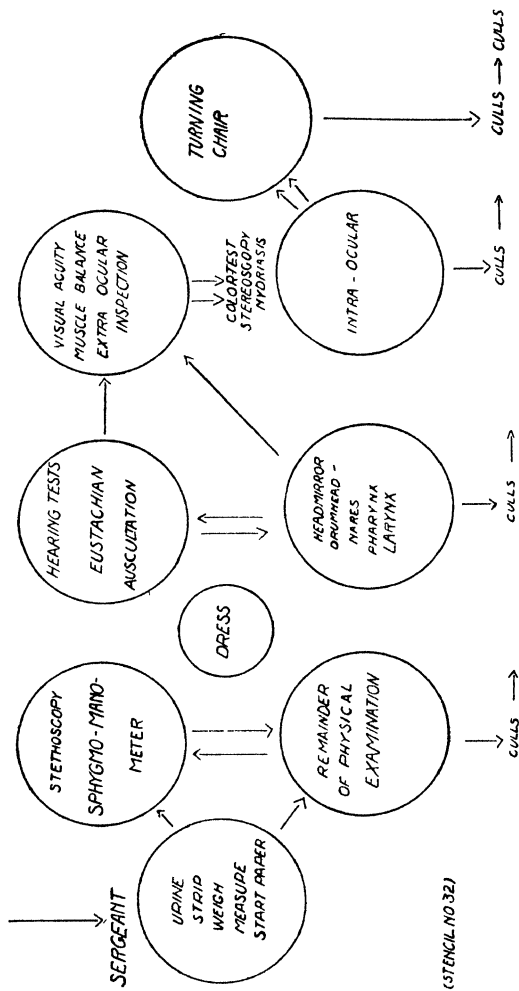 SERGEANT
URINE
STRIP
WEIGH
MEASURE
START PAPER
STETHOSCOPY
SPHYGMO-MANO-
METER
REMAINDER
OF PHYSICAL
EXAMINATION
CULLS
DRESS
HEARING TESTS
EUSTACHIAN
AUSCULTATION
HEADMIRROR
DRUMHEAD-
NARES
PHARYNX
LARYNX
CULLS
VISUAL ACUITY
MUSCLE BALANCE
EXTRA OCULAR
INSPECTION
COLORTEST
STEREOSCOPY
MYDRIASIS
INTRA-OCULAR
CULLS
TURNING
CHAIR
CULLS → CULLS
(STENCIL NO 32)